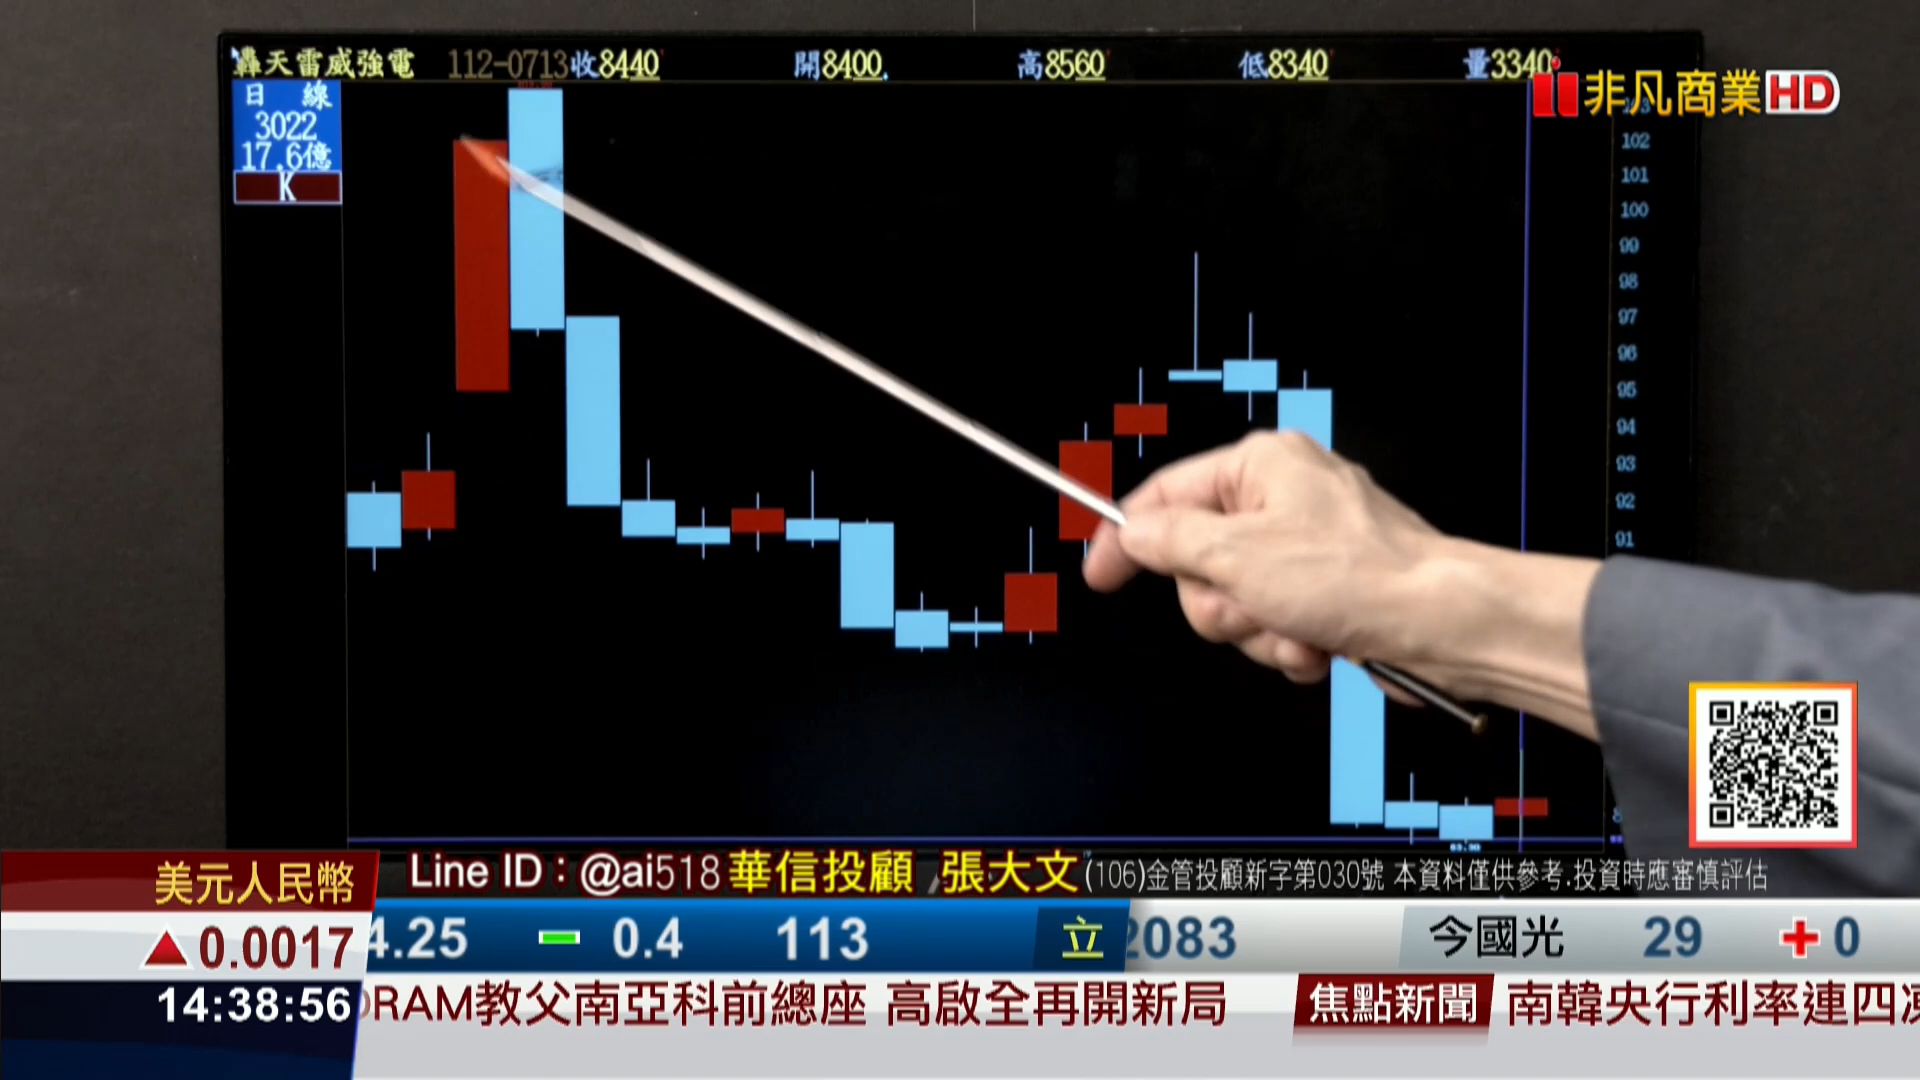 轟天雷威強電 112-0713收8440 開8400 高8560 低8340 量3340
非凡商業HD
日 線
3022
17.6億
K
102
101
100
99
98
97
96
95
94
93
92
91
美元人民幣
0.0017
14:38:56
Line ID：@ai518 華信投顧 張大文 (106)金管投顧新字第030號 本資料僅供參考.投資時應審慎評估
4.25 0.4 113 立 2083 今國光 29 0
DRAM教父南亞科前總座 高啟全再開新局 焦點新聞 南韓央行利率連四凍